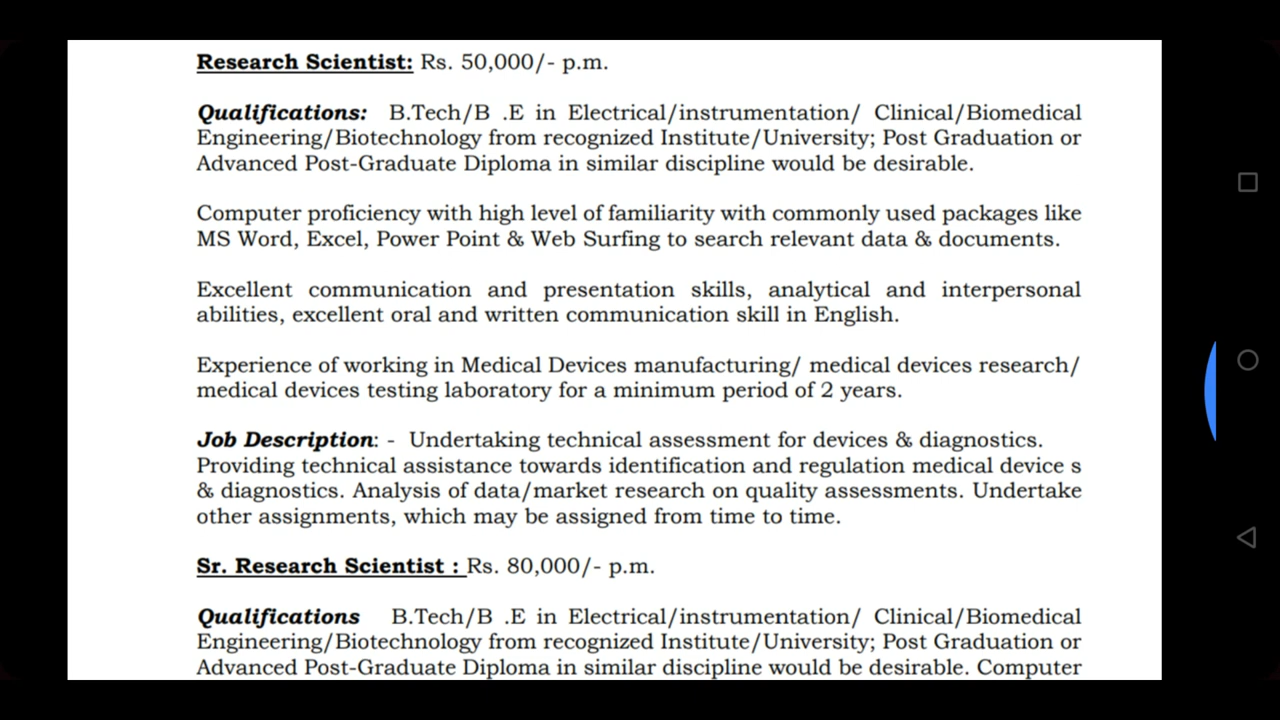 Research Scientist: Rs. 50,000/- p.m.
Qualifications: B.Tech/B .E in Electrical/instrumentation/ Clinical/Biomedical
Engineering/Biotechnology from recognized Institute/University; Post Graduation or
Advanced Post-Graduate Diploma in similar discipline would be desirable.
Computer proficiency with high level of familiarity with commonly used packages like
MS Word, Excel, Power Point & Web Surfing to search relevant data & documents.
Excellent communication and presentation skills, analytical and interpersonal
abilities, excellent oral and written communication skill in English.
Experience of working in Medical Devices manufacturing/ medical devices research/
medical devices testing laboratory for a minimum period of 2 years.
Job Description: - Undertaking technical assessment for devices & diagnostics.
Providing technical assistance towards identification and regulation medical device s
& diagnostics. Analysis of data/market research on quality assessments. Undertake
other assignments, which may be assigned from time to time.
Sr. Research Scientist : Rs. 80,000/- p.m.
Qualifications B.Tech/B .E in Electrical/instrumentation/ Clinical/Biomedical
Engineering/Biotechnology from recognized Institute/University; Post Graduation or
Advanced Post-Graduate Diploma in similar discipline would be desirable. Computer